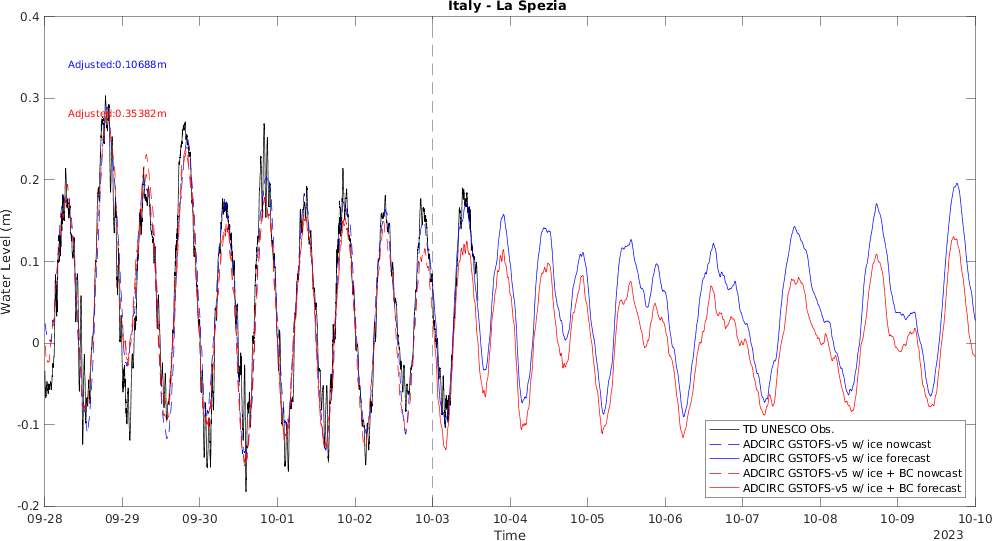 Italy - La Spezia
Adjusted:0.10688m
Adjusted:0.35382m
Water Level (m)
0.4
0.3
0.2
0.1
0
-0.1
-0.2
TD UNESCO Obs.
ADCIRC GSTOFS-v5 w/ ice nowcast
ADCIRC GSTOFS-v5 w/ ice forecast
ADCIRC GSTOFS-v5 w/ ice + BC nowcast
ADCIRC GSTOFS-v5 w/ ice + BC forecast
09-28 09-29 09-30 10-01 10-02 10-03 10-04 10-05 10-06 10-07 10-08 10-09 10-10
Time
2023